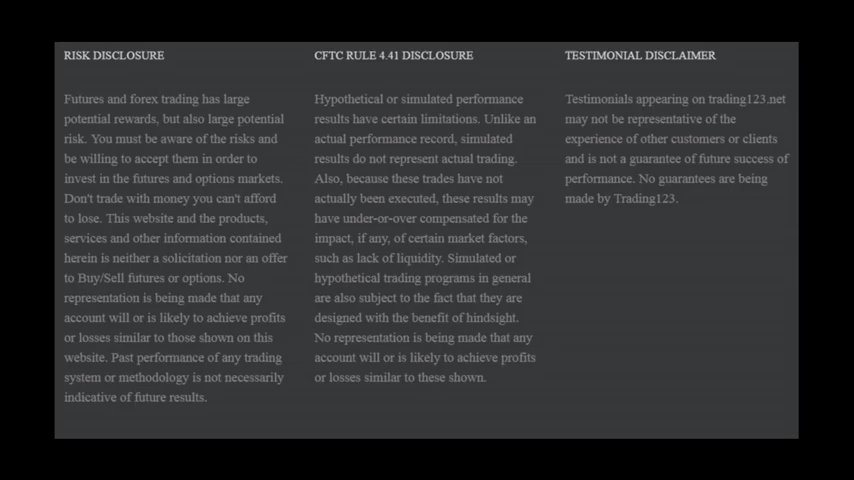 RISK DISCLOSURE
Futures and forex trading has large
potential rewards, but also large potential
risk. You must be aware of the risks and
be willing to accept them in order to
invest in the futures and options markets.
Don't trade with money you can't afford
to lose. This website and the products,
services and other information contained
herein is neither a solicitation nor an offer
to Buy/Sell futures or options. No
representation is being made that any
account will or is likely to achieve profits
or losses similar to those shown on this
website. Past performance of any trading
system or methodology is not necessarily
indicative of future results.
CFTC RULE 4.41 DISCLOSURE
Hypothetical or simulated performance
results have certain limitations. Unlike an
actual performance record, simulated
results do not represent actual trading.
Also, because these trades have not
actually been executed, these results may
have under-or-over compensated for the
impact, if any, of certain market factors,
such as lack of liquidity. Simulated or
hypothetical trading programs in general
are also subject to the fact that they are
designed with the benefit of hindsight.
No representation is being made that any
account will or is likely to achieve profits
or losses similar to these shown.
TESTIMONIAL DISCLAIMER
Testimonials appearing on trading123.net
may not be representative of the
experience of other customers or clients
and is not a guarantee of future success of
performance. No guarantees are being
made by Trading123.